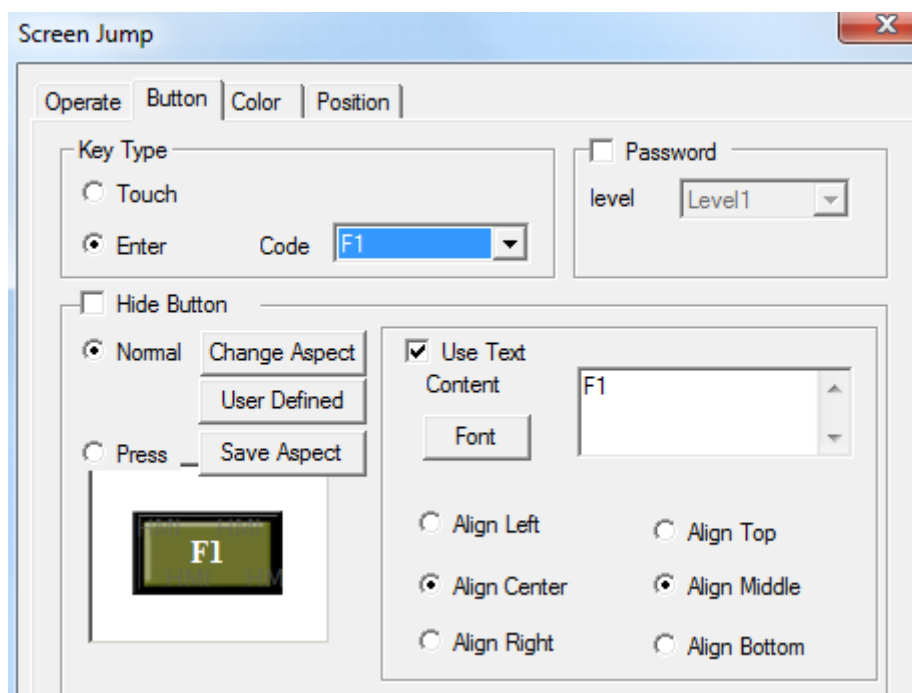 Screen Jump
X
Operate Button Color Position
Key Type
Touch
Enter Code F1
Password
level Level1
Hide Button
Normal Change Aspect
User Defined
Press Save Aspect
F1
Use Text
Content F1
Font
Align Left Align Top
Align Center Align Middle
Align Right Align Bottom